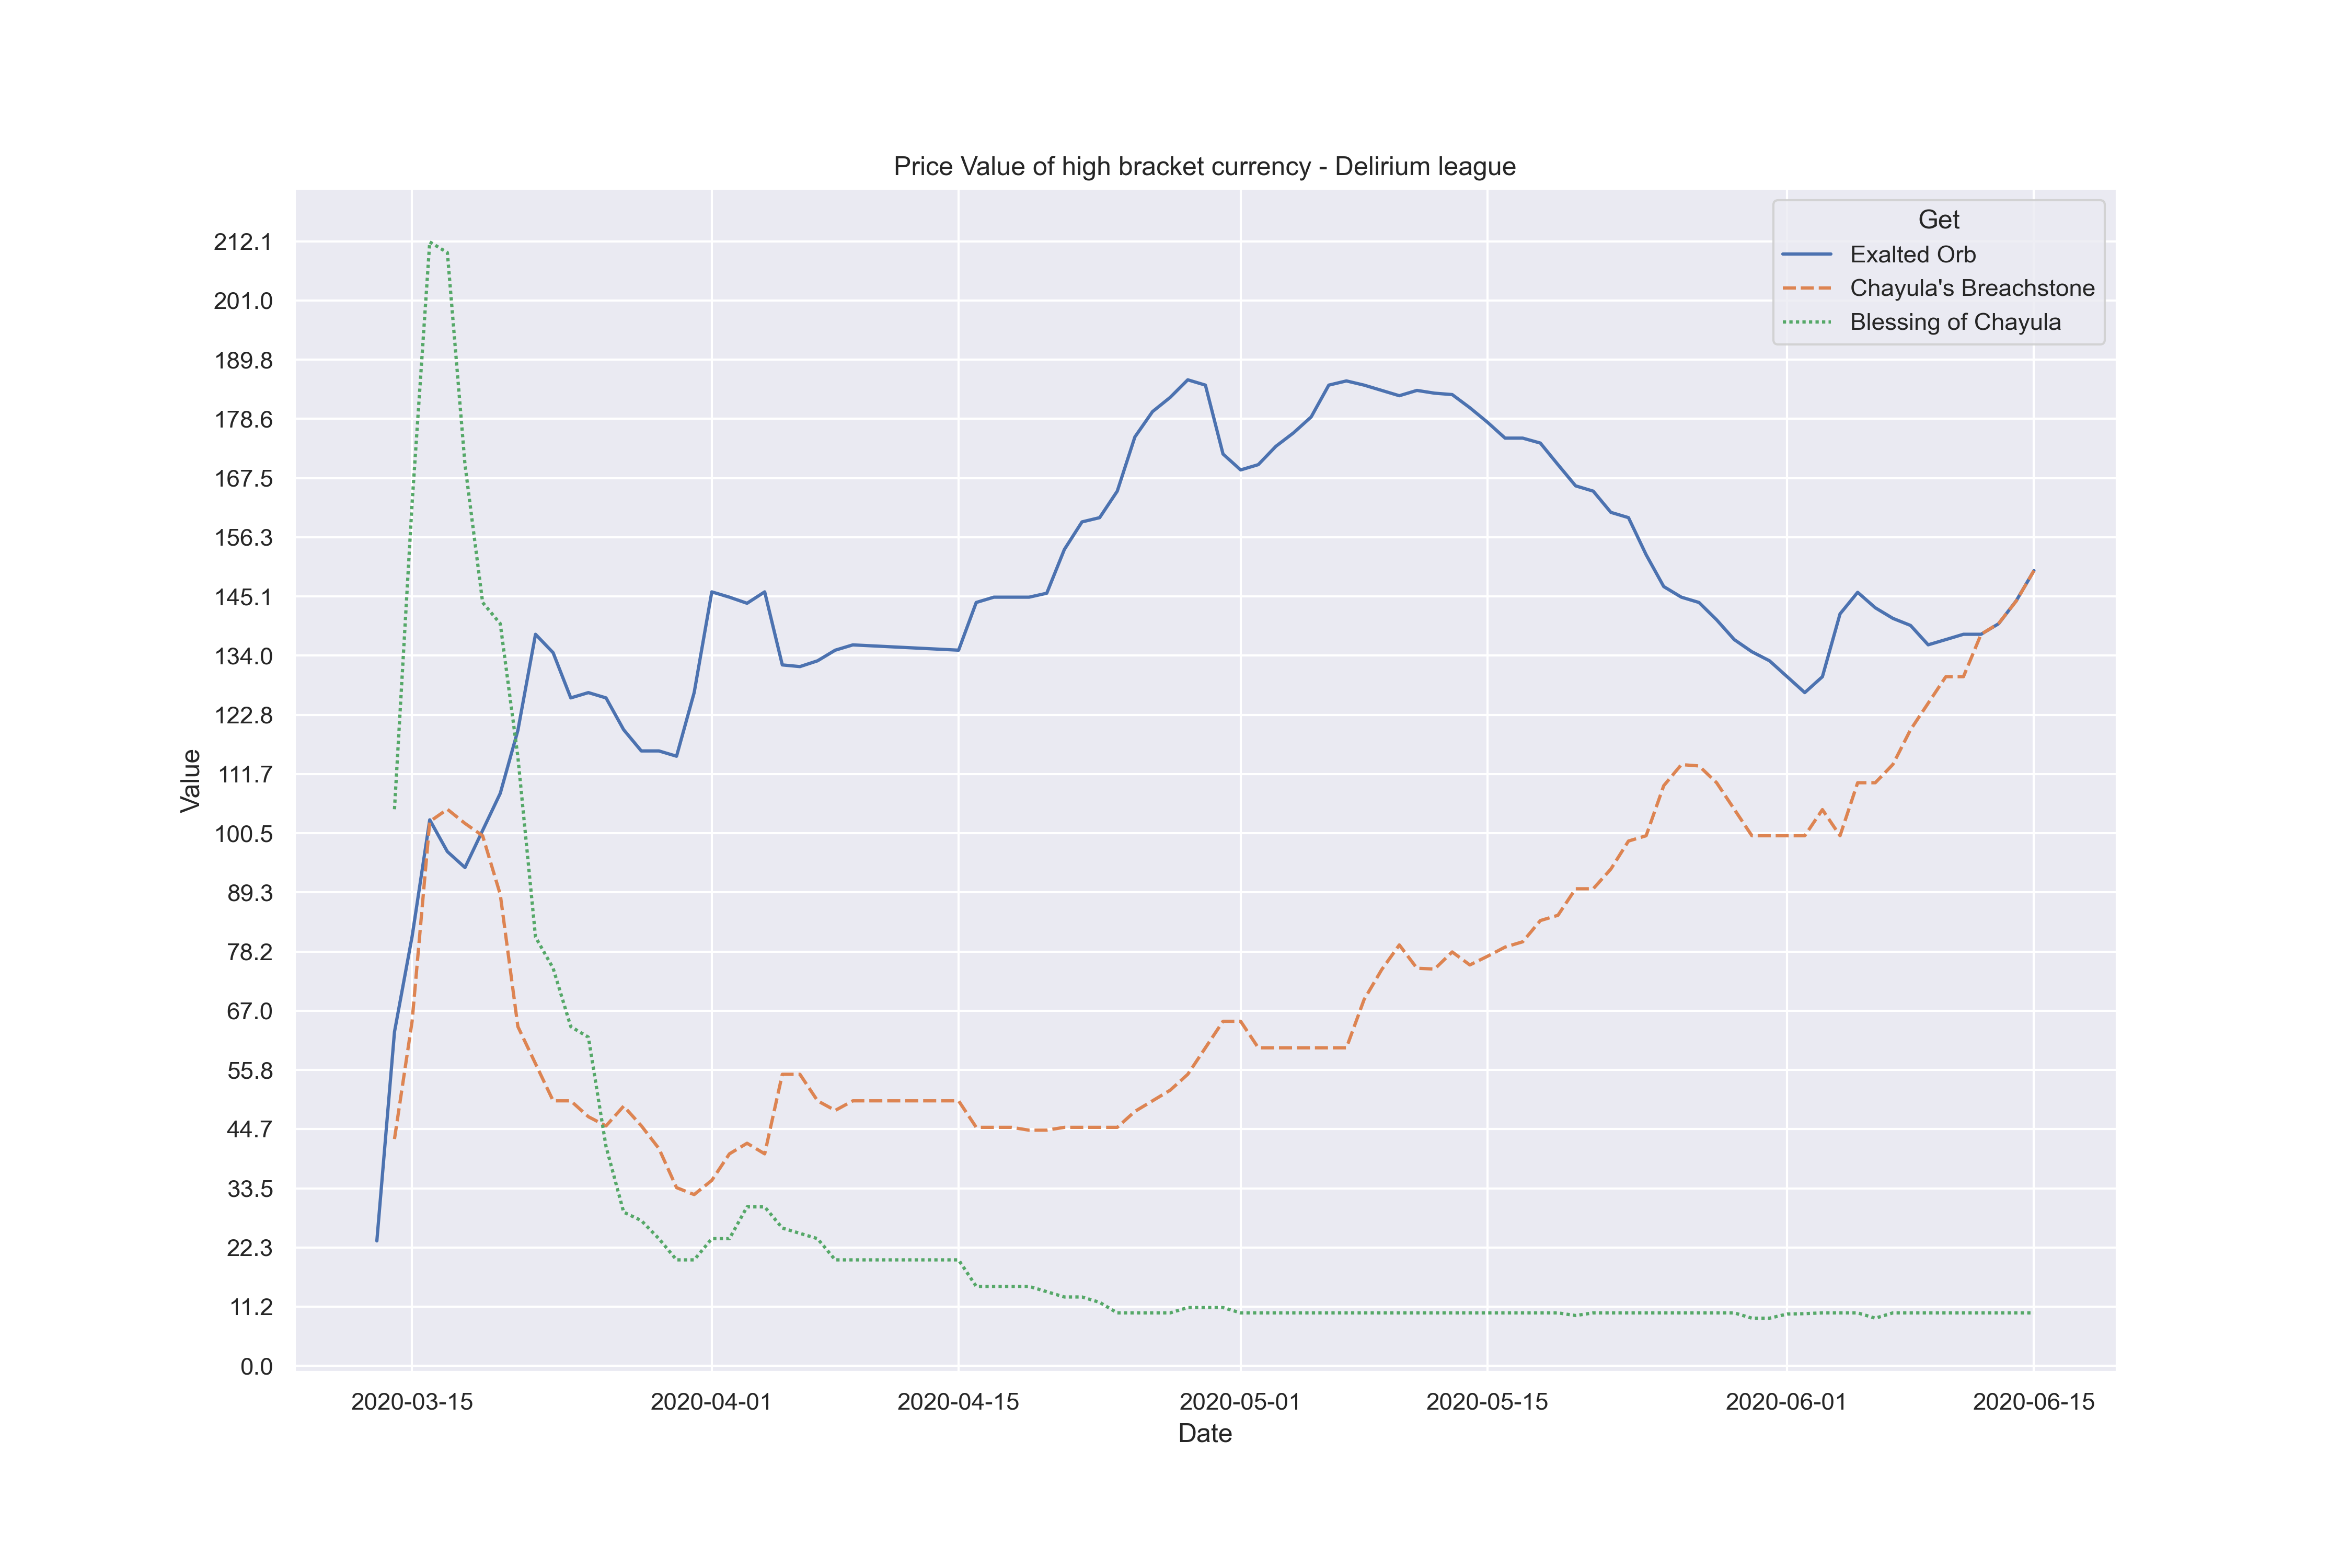 Price Value of high bracket currency - Delirium league
Get
Exalted Orb
Chayula's Breachstone
Blessing of Chayula
Value
212.1
201.0
189.8
178.6
167.5
156.3
145.1
134.0
122.8
111.7
100.5
89.3
78.2
67.0
55.8
44.7
33.5
22.3
11.2
0.0
2020-03-15 2020-04-01 2020-04-15 2020-05-01 2020-05-15 2020-06-01 2020-06-15
Date